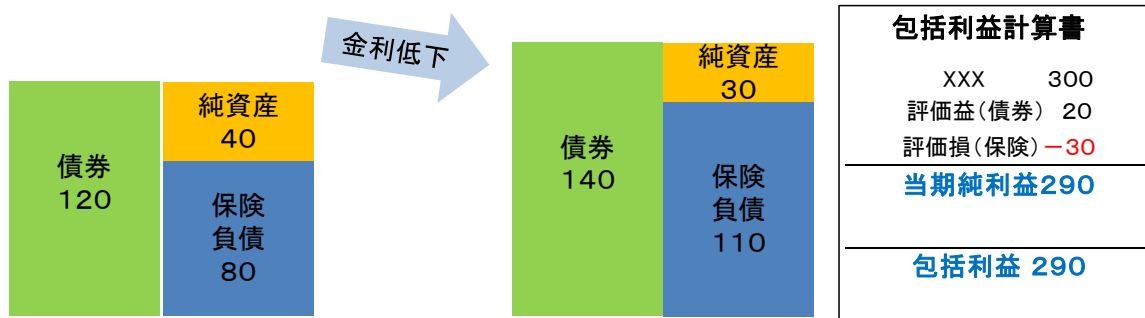 債券
120
純資産
40
保険
負債
80
金利低下
債券
140
純資産
30
保険
負債
110
包括利益計算書
XXX 300
評価益(債券) 20
評価損(保険) －30
当期純利益290
包括利益 290